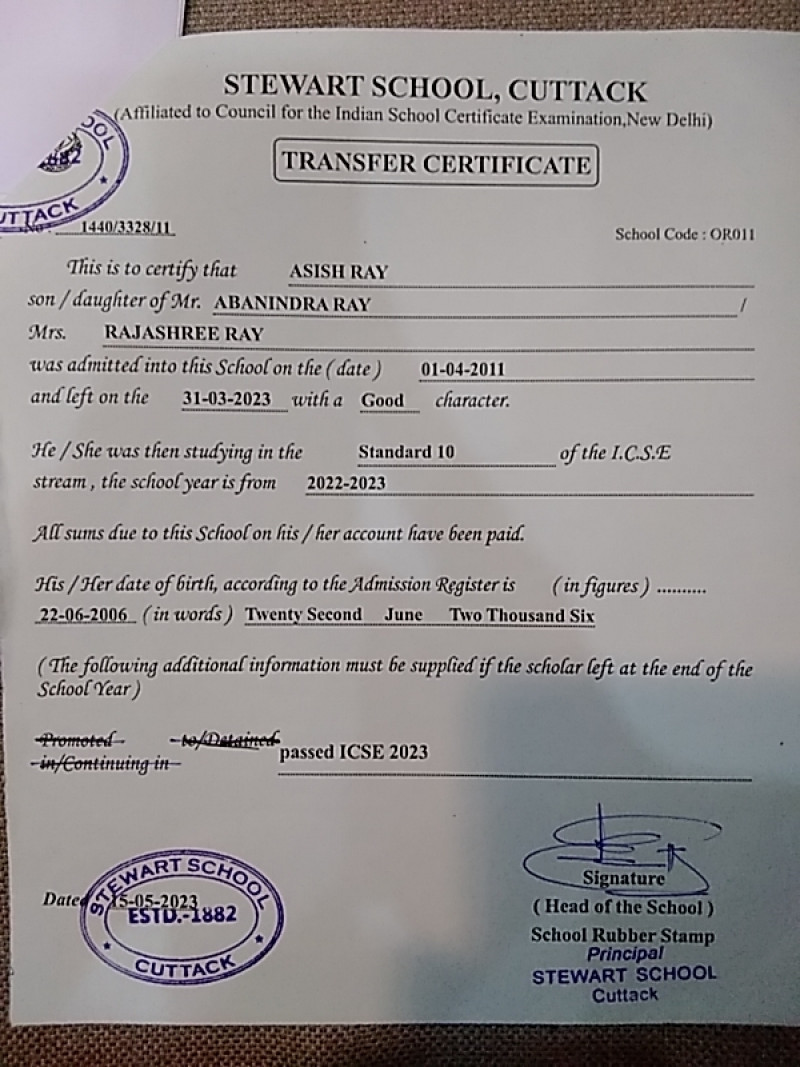 STEWART SCHOOL, CUTTACK
(Affiliated to Council for the Indian School Certificate Examination,New Delhi)
TRANSFER CERTIFICATE
OOL
1882
CUTTACK
No. 1440/3328/11
School Code : OR011
This is to certify that ASISH RAY
son / daughter of Mr. ABANINDRA RAY /
Mrs. RAJASHREE RAY
was admitted into this School on the ( date ) 01-04-2011
and left on the 31-03-2023 with a Good character.
He / She was then studying in the Standard 10 of the I.C.S.E
stream , the school year is from 2022-2023
All sums due to this School on his / her account have been paid.
His / Her date of birth, according to the Admission Register is ( in figures ) ..........
22-06-2006 ( in words ) Twenty Second June Two Thousand Six
( The following additional information must be supplied if the scholar left at the end of the
School Year )
Promoted to/Detained
in/Continuing in passed ICSE 2023
Signature
Dated 15-05-2023
STEWART SCHOOL
ESTD.-1882
CUTTACK
( Head of the School )
School Rubber Stamp
Principal
STEWART SCHOOL
Cuttack